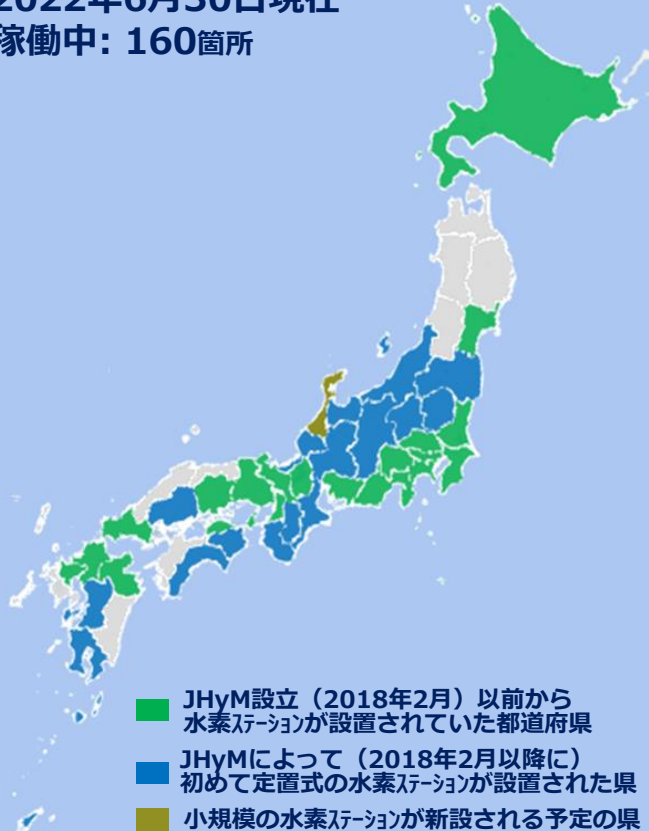 2022年6月30日現在
稼働中: 160箇所
JHyM設立（2018年2月）以前から
水素ｽﾃｰｼｮﾝが設置されていた都道府県
JHyMによって（2018年2月以降に）
初めて定置式の水素ｽﾃｰｼｮﾝが設置された県
小規模の水素ｽﾃｰｼｮﾝが新設される予定の県